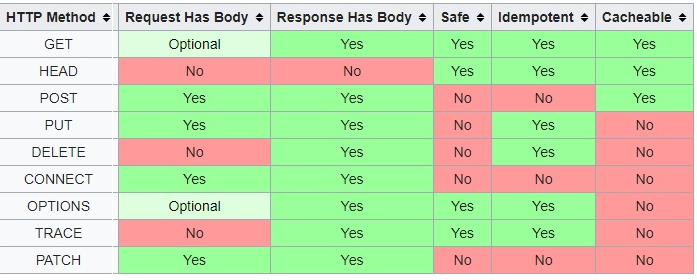 HTTP Method Request Has Body Response Has Body Safe Idempotent Cacheable
GET Optional Yes Yes Yes Yes
HEAD No No Yes Yes Yes
POST Yes Yes No No Yes
PUT Yes Yes No Yes No
DELETE No Yes No Yes No
CONNECT Yes Yes No No No
OPTIONS Optional Yes Yes Yes No
TRACE No Yes Yes Yes No
PATCH Yes Yes No No No